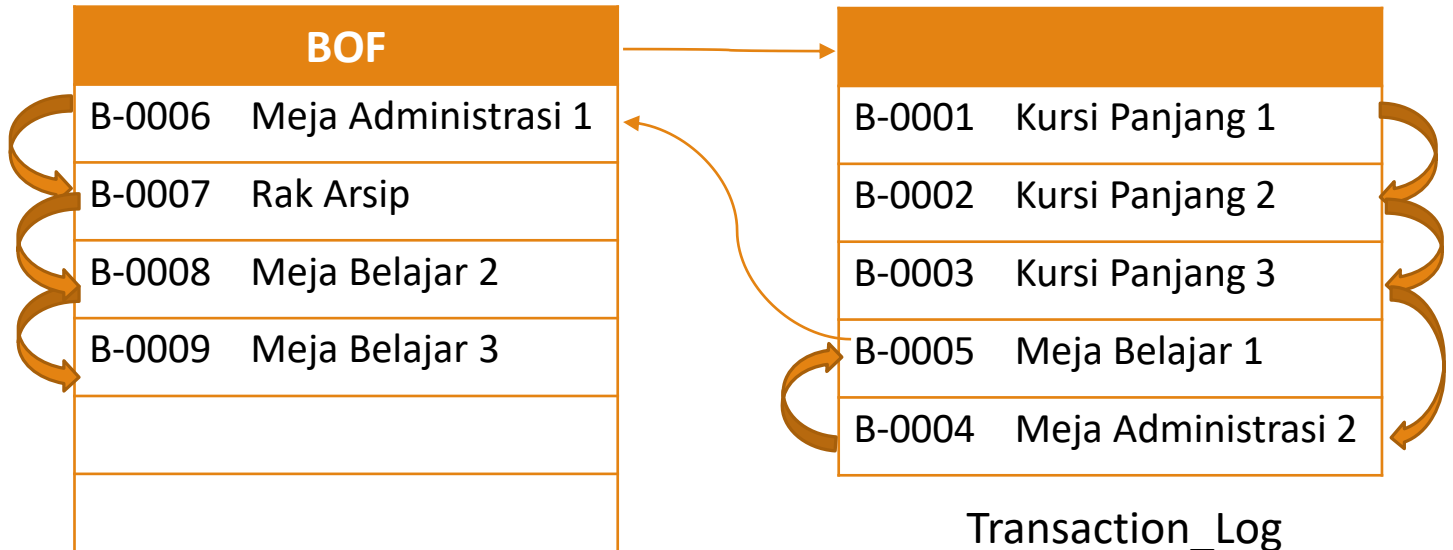 BOF
B-0006 Meja Administrasi 1
B-0007 Rak Arsip
B-0008 Meja Belajar 2
B-0009 Meja Belajar 3
B-0001 Kursi Panjang 1
B-0002 Kursi Panjang 2
B-0003 Kursi Panjang 3
B-0005 Meja Belajar 1
B-0004 Meja Administrasi 2
Transaction_Log